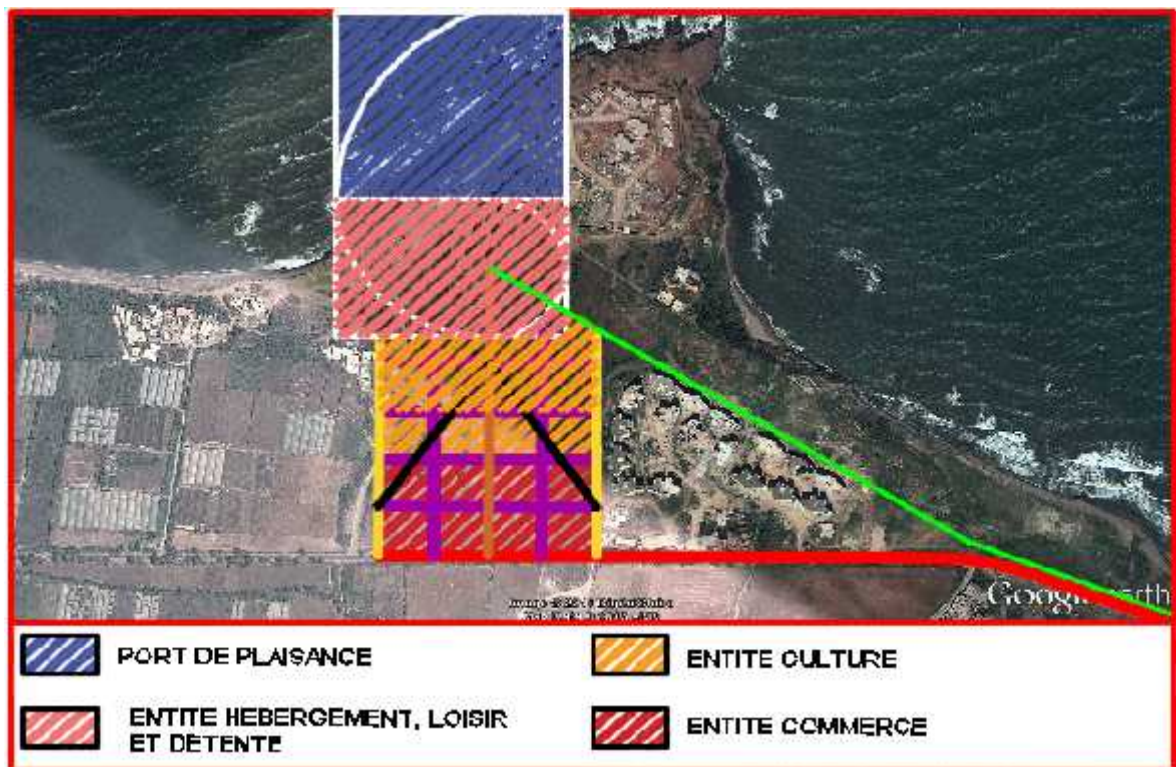 Google earth
PORT DE PLAISANCE
ENTITE CULTURE
ENTITE HEBERGEMENT, LOISIR
ET DETENTE
ENTITE COMMERCE